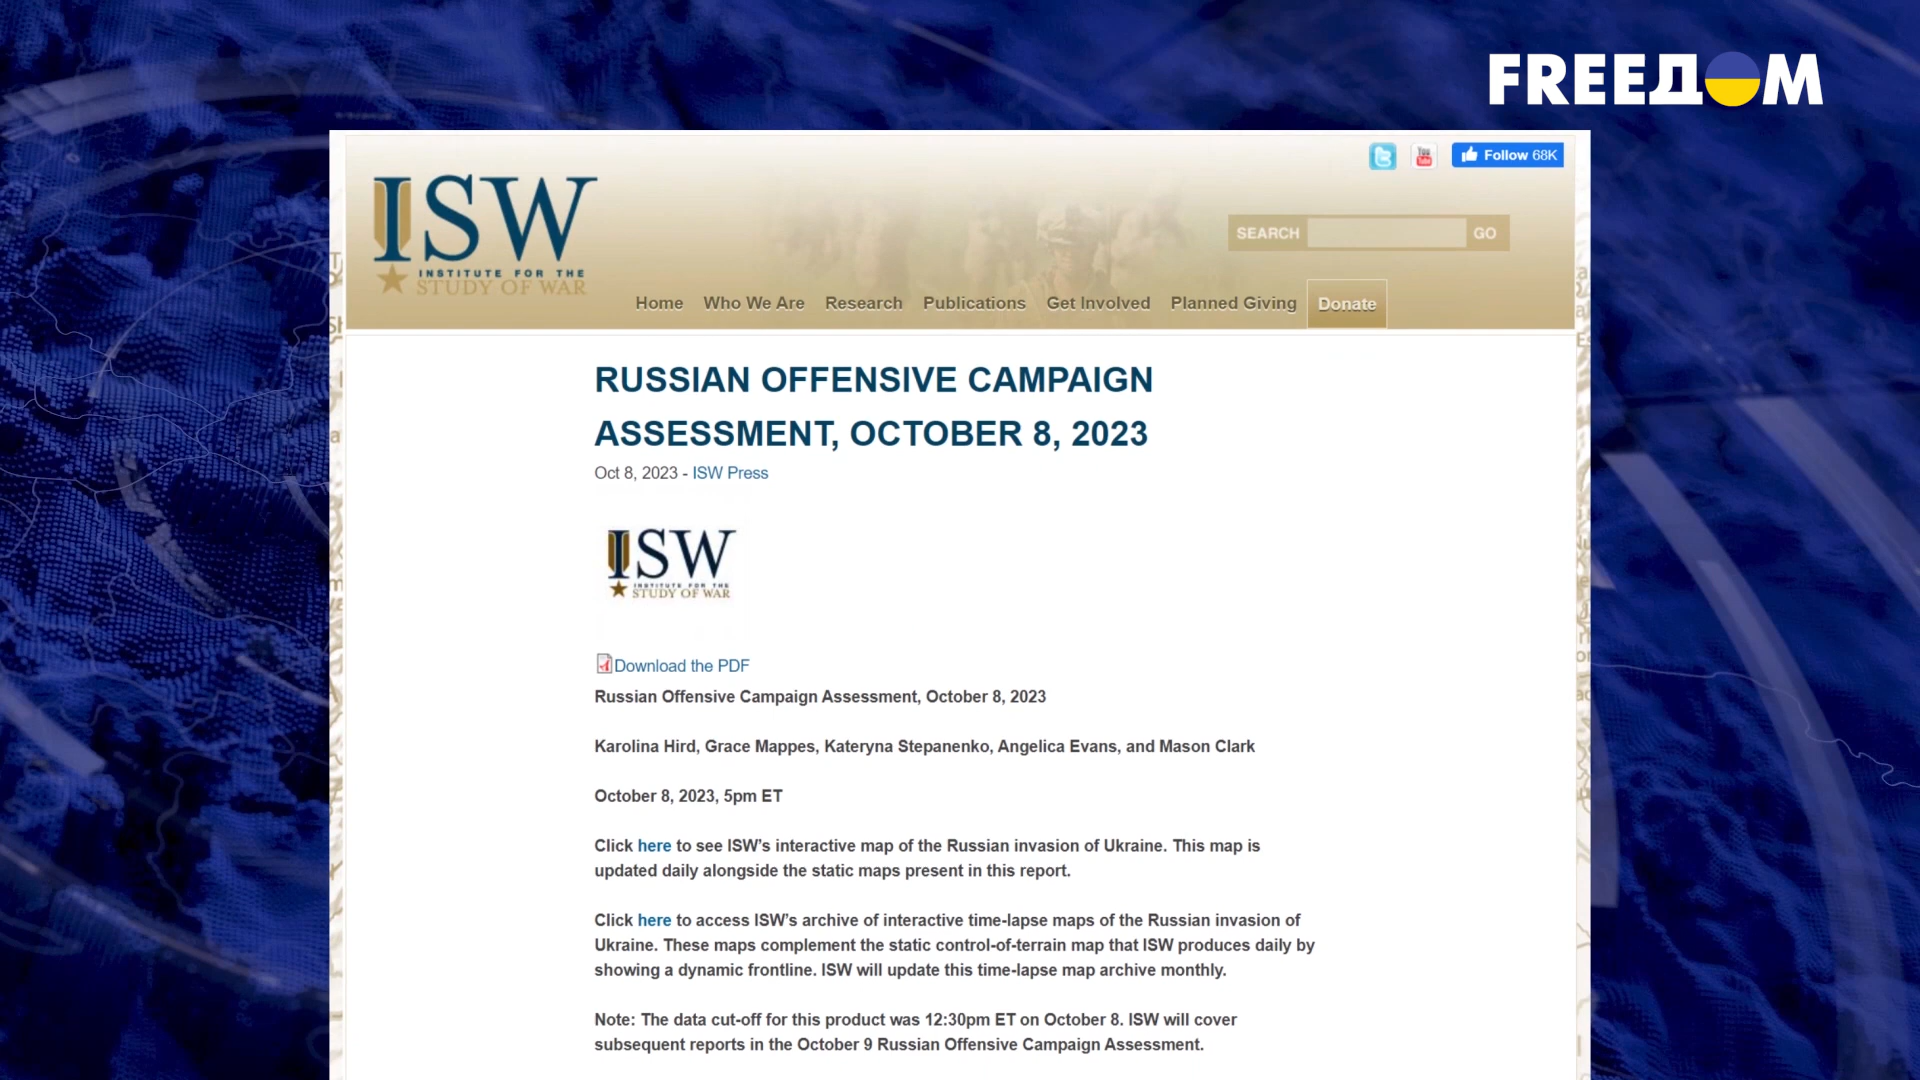 FREEДOM
Follow 68K
ISW
INSTITUTE FOR THE
STUDY OF WAR
SEARCH
GO
Home
Who We Are
Research
Publications
Get Involved
Planned Giving
Donate
RUSSIAN OFFENSIVE CAMPAIGN
ASSESSMENT, OCTOBER 8, 2023
Oct 8, 2023 - ISW Press
ISW
INSTITUTE FOR THE
STUDY OF WAR
Download the PDF
Russian Offensive Campaign Assessment, October 8, 2023
Karolina Hird, Grace Mappes, Kateryna Stepanenko, Angelica Evans, and Mason Clark
October 8, 2023, 5pm ET
Click here to see ISW’s interactive map of the Russian invasion of Ukraine. This map is
updated daily alongside the static maps present in this report.
Click here to access ISW’s archive of interactive time-lapse maps of the Russian invasion of
Ukraine. These maps complement the static control-of-terrain map that ISW produces daily by
showing a dynamic frontline. ISW will update this time-lapse map archive monthly.
Note: The data cut-off for this product was 12:30pm ET on October 8. ISW will cover
subsequent reports in the October 9 Russian Offensive Campaign Assessment.